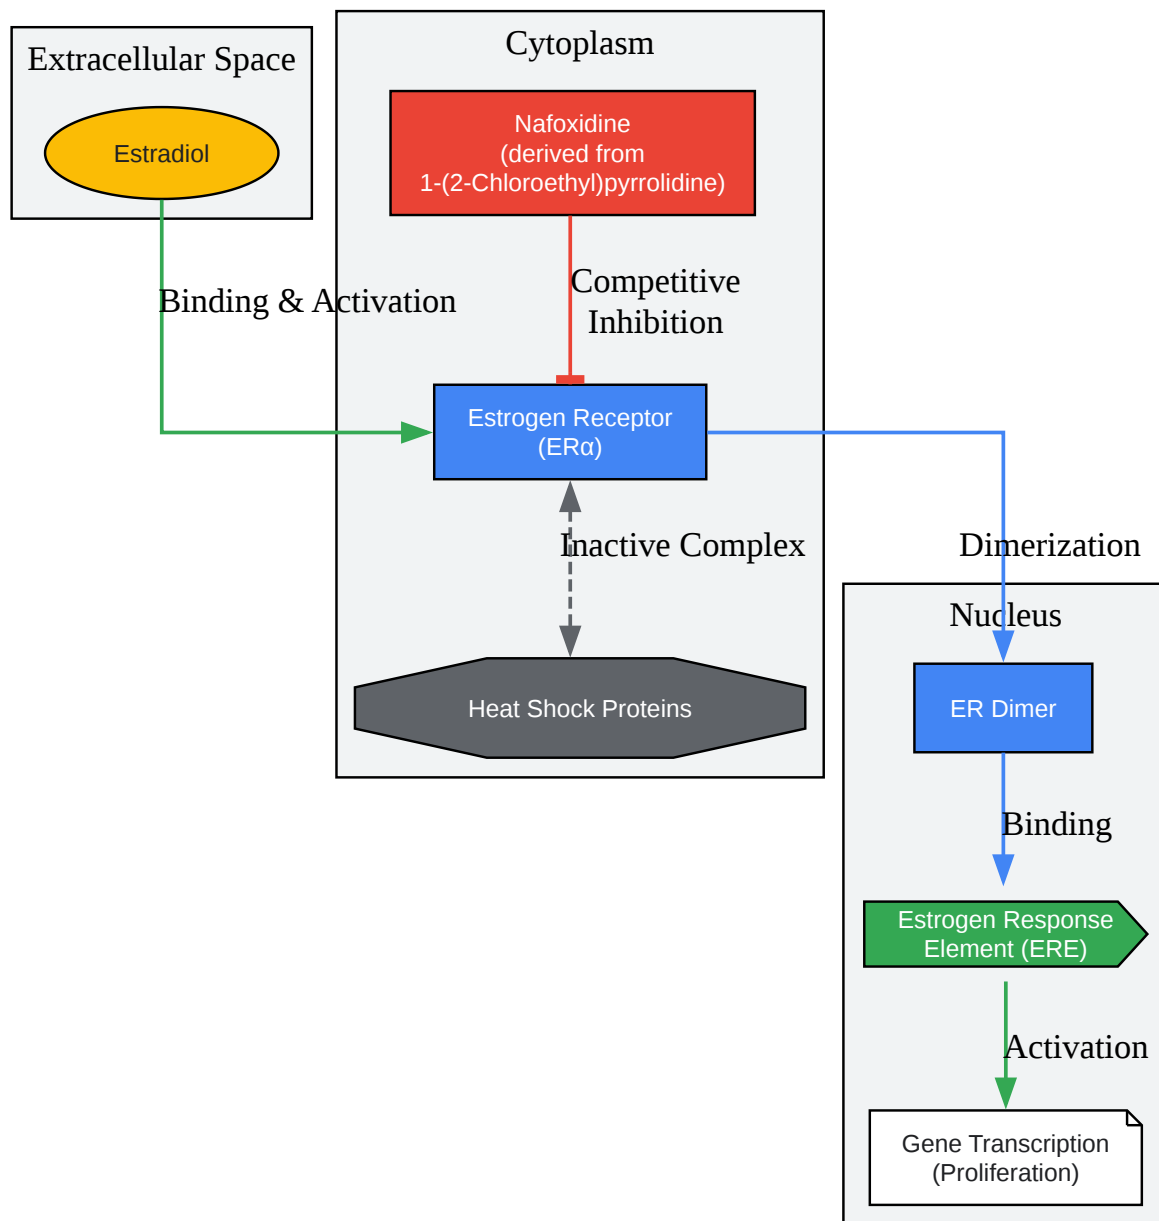 Extracellular Space
Estradiol
Binding & Activation
Cytoplasm
Nafoxidine
(derived from
1-(2-Chloroethyl)pyrrolidine)
Competitive
Inhibition
Estrogen Receptor
(ERα)
Inactive Complex
Heat Shock Proteins
Dimerization
Nucleus
ER Dimer
Binding
Estrogen Response
Element (ERE)
Activation
Gene Transcription
(Proliferation)